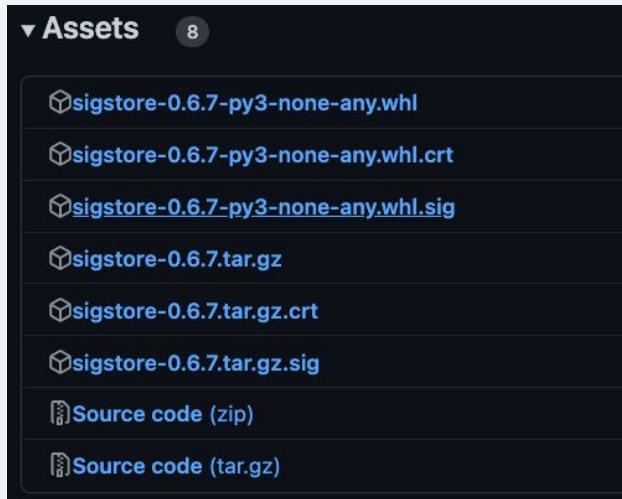 Assets 8
sigstore-0.6.7-py3-none-any.whl
sigstore-0.6.7-py3-none-any.whl.crt
sigstore-0.6.7-py3-none-any.whl.sig
sigstore-0.6.7.tar.gz
sigstore-0.6.7.tar.gz.crt
sigstore-0.6.7.tar.gz.sig
Source code (zip)
Source code (tar.gz)